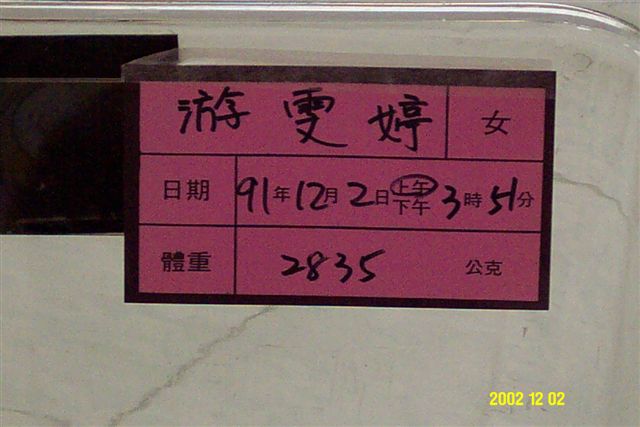 游雯婷 女
日期 91年12月2日上午下午3時51分
體重 2835 公克
2002 12 02